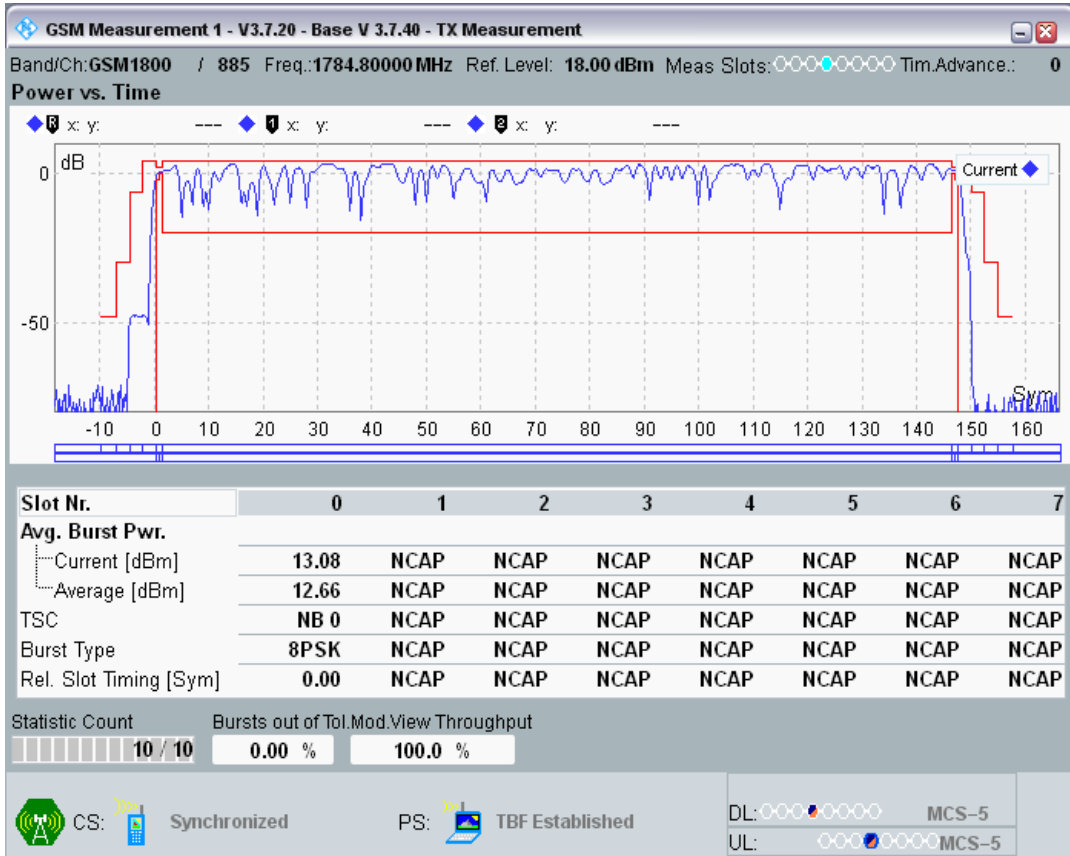 GSM Measurement 1 - V3.7.20 - Base V 3.7.40 - TX Measurement
Band/Ch:GSM1800 / 885 Freq.:1784.80000 MHz Ref. Level: 18.00 dBm Meas Slots: Tim.Advance.: 0
Power vs. Time
R x: y: --- 1 x: y: --- 2 x: y: ---
dB
Current
0
-50
Sym
-10 0 10 20 30 40 50 60 70 80 90 100 110 120 130 140 150 160
Slot Nr. 0 1 2 3 4 5 6 7
Avg. Burst Pwr.
Current [dBm] 13.08 NCAP NCAP NCAP NCAP NCAP NCAP NCAP
Average [dBm] 12.66 NCAP NCAP NCAP NCAP NCAP NCAP NCAP
TSC NB 0 NCAP NCAP NCAP NCAP NCAP NCAP NCAP
Burst Type 8PSK NCAP NCAP NCAP NCAP NCAP NCAP NCAP
Rel. Slot Timing [Sym] 0.00 NCAP NCAP NCAP NCAP NCAP NCAP NCAP
Statistic Count Bursts out of Tol. Mod.View Throughput
10 / 10 0.00 % 100.0 %
CS: Synchronized PS: TBF Established DL: MCS-5
UL: MCS-5